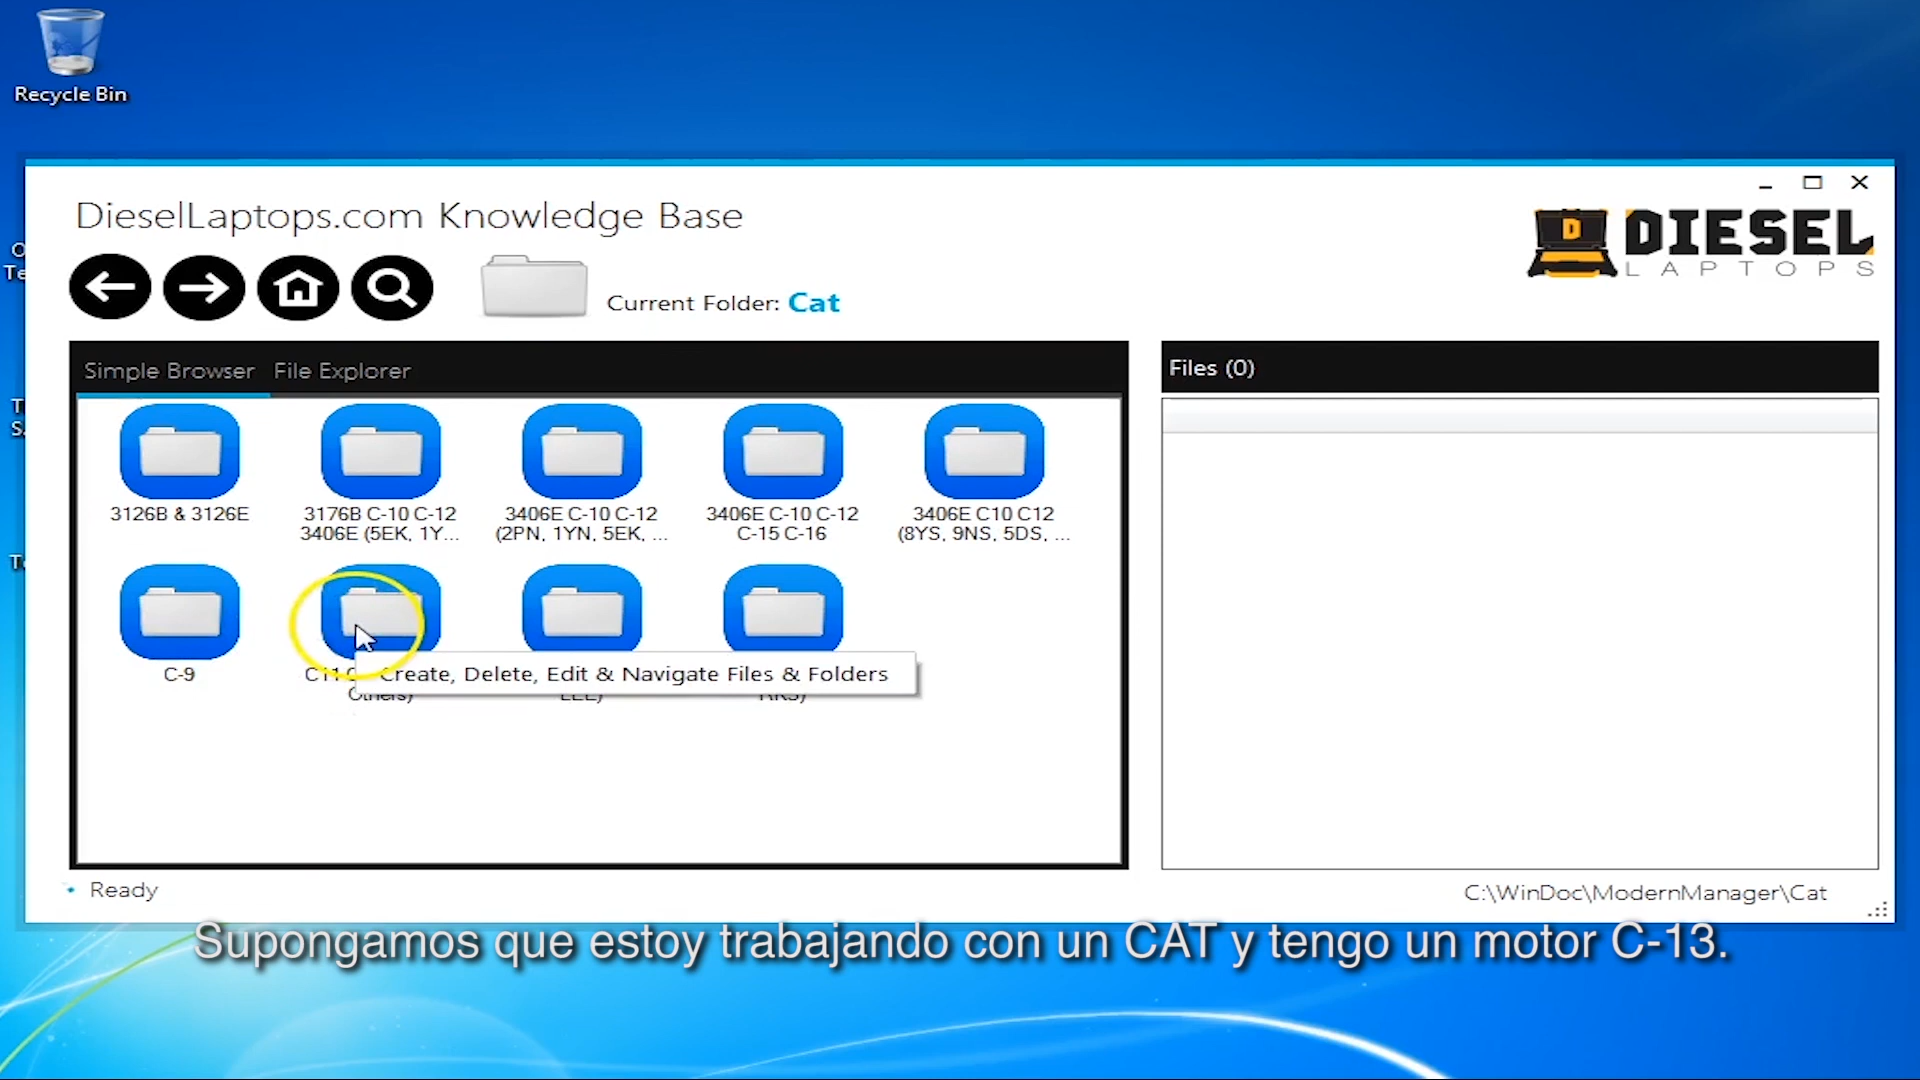 Recycle Bin
DieselLaptops.com Knowledge Base
D DIESEL
LAPTOPS
Current Folder: Cat
Simple Browser File Explorer
Files (0)
3126B & 3126E
3176B C-10 C-12
3406E (5EK, 1Y...
3406E C-10 C-12
(2PN, 1YN, 5EK, ...
3406E C-10 C-12
C-15 C-16
3406E C10 C12
(8YS, 9NS, 5DS, ...
C-9
Create, Delete, Edit & Navigate Files & Folders
Others)
Ready
C:\WinDoc\ModernManager\Cat
Supongamos que estoy trabajando con un CAT y tengo un motor C-13.